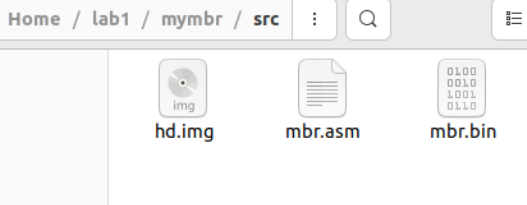 Home / lab1 / mymbr / src
img
0100
0010
1001
0110
hd.img mbr.asm mbr.bin